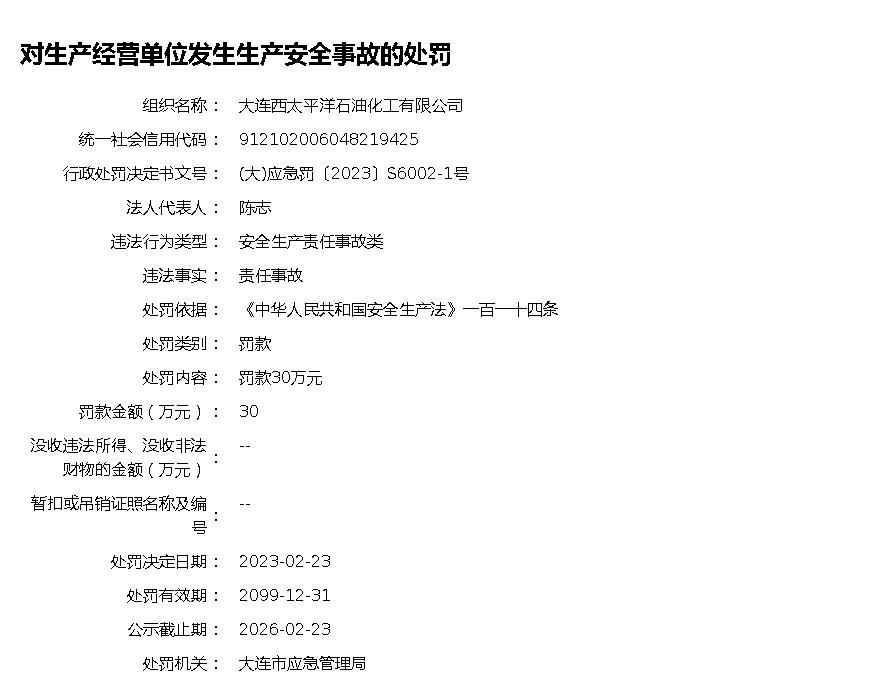 对生产经营单位发生生产安全事故的处罚
组织名称： 大连西太平洋石油化工有限公司
统一社会信用代码： 912102006048219425
行政处罚决定书文号： (大)应急罚〔2023〕S6002-1号
法人代表人： 陈志
违法行为类型： 安全生产责任事故类
违法事实： 责任事故
处罚依据： 《中华人民共和国安全生产法》一百一十四条
处罚类别： 罚款
处罚内容： 罚款30万元
罚款金额（万元）： 30
没收违法所得、没收非法
财物的金额（万元）： --
暂扣或吊销证照名称及编
号： --
处罚决定日期： 2023-02-23
处罚有效期： 2099-12-31
公示截止期： 2026-02-23
处罚机关： 大连市应急管理局